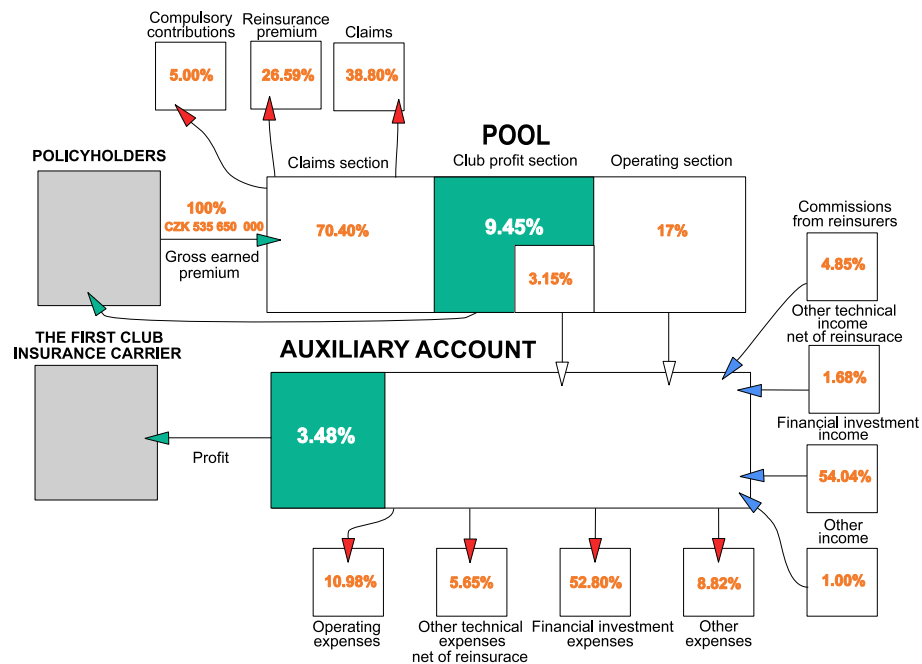 Compulsory
contributions
Reinsurance
premium
Claims
5.00%
26.59%
38.80%
POOL
POLICYHOLDERS
Claims section
Club profit section
Operating section
100%
CZK 535 650 000
Gross earned
premium
70.40%
9.45%
3.15%
17%
Commissions
from reinsurers
4.85%
Other technical
income
net of reinsurace
1.68%
Financial investment
income
54.04%
Other
income
1.00%
THE FIRST CLUB
INSURANCE CARRIER
AUXILIARY ACCOUNT
Profit
3.48%
10.98%
5.65%
52.80%
8.82%
Operating
expenses
Other technical
expenses
net of reinsurace
Financial investment
expenses
Other
expenses